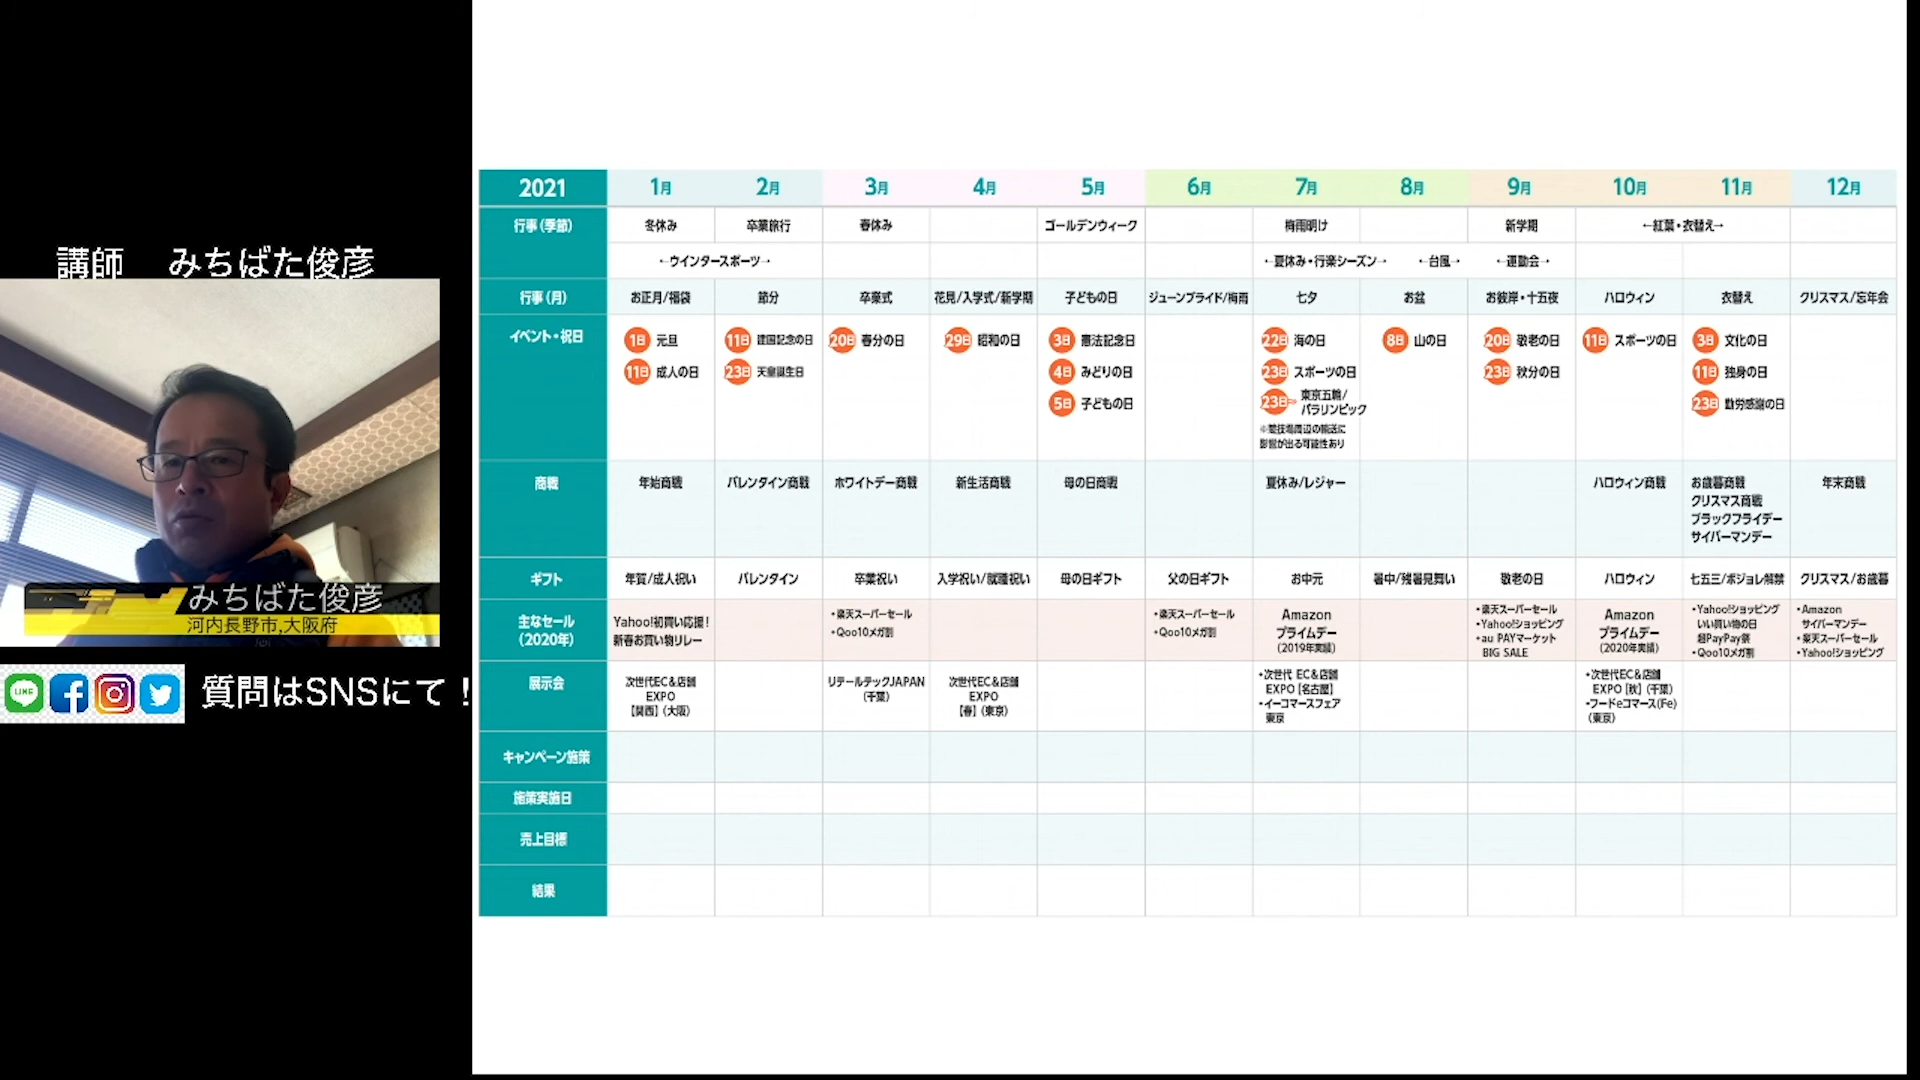 講師 みちばた俊彦
みちばた俊彦
河内長野市,大阪府
LINE
質問はSNSにて！
2021 1月 2月 3月 4月 5月 6月 7月 8月 9月 10月 11月 12月
行事(季節) 冬休み 卒業旅行 春休み ゴールデンウィーク 梅雨明け 新学期 ←紅葉・衣替え→
←ウインタースポーツ→ ←夏休み・行楽シーズン→ ←台風→ ←運動会→
行事(月) お正月/福袋 節分 卒業式 花見/入学式/新学期 子どもの日 ジューンブライド/梅雨 七夕 お盆 お彼岸・十五夜 ハロウィン 衣替え クリスマス/忘年会
イベント・祝日
1日 元旦
11日 成人の日
11日 建国記念の日
23日 天皇誕生日
20日 春分の日
29日 昭和の日
3日 憲法記念日
4日 みどりの日
5日 子どもの日
22日 海の日
23日 スポーツの日
23日～ 東京五輪/
パラリンピック
※競技場周辺の輸送に
影響が出る可能性あり
8日 山の日
20日 敬老の日
23日 秋分の日
11日 スポーツの日
3日 文化の日
11日 独身の日
23日 勤労感謝の日
商戦 年始商戦 バレンタイン商戦 ホワイトデー商戦 新生活商戦 母の日商戦 夏休み/レジャー ハロウィン商戦
お歳暮商戦
クリスマス商戦
ブラックフライデー
サイバーマンデー
年末商戦
ギフト 年賀/成人祝い バレンタイン 卒業祝い 入学祝い/就職祝い 母の日ギフト 父の日ギフト お中元 暑中/残暑見舞い 敬老の日 ハロウィン 七五三/ボジョレ解禁 クリスマス/お歳暮
主なセール
(2020年)
Yahoo!初買い応援！
新春お買い物リレー
・楽天スーパーセール
・Qoo10メガ割
・楽天スーパーセール
・Qoo10メガ割
Amazon
プライムデー
(2019年実績)
・楽天スーパーセール
・Yahoo!ショッピング
・au PAYマーケット
BIG SALE
Amazon
プライムデー
(2020年実績)
・Yahoo!ショッピング
いい買い物の日
超PayPay祭
・Qoo10メガ割
・Amazon
サイバーマンデー
・楽天スーパーセール
・Yahoo!ショッピング
展示会
次世代EC&店舗
EXPO
【関西】(大阪)
リテールテックJAPAN
(千葉)
次世代EC&店舗
EXPO
【春】(東京)
・次世代 EC&店舗
EXPO [名古屋]
・イーコマースフェア
東京
・次世代EC&店舗
EXPO [秋] (千葉)
・フードeコマース(Fe)
(東京)
キャンペーン施策
施策実施日
売上目標
結果